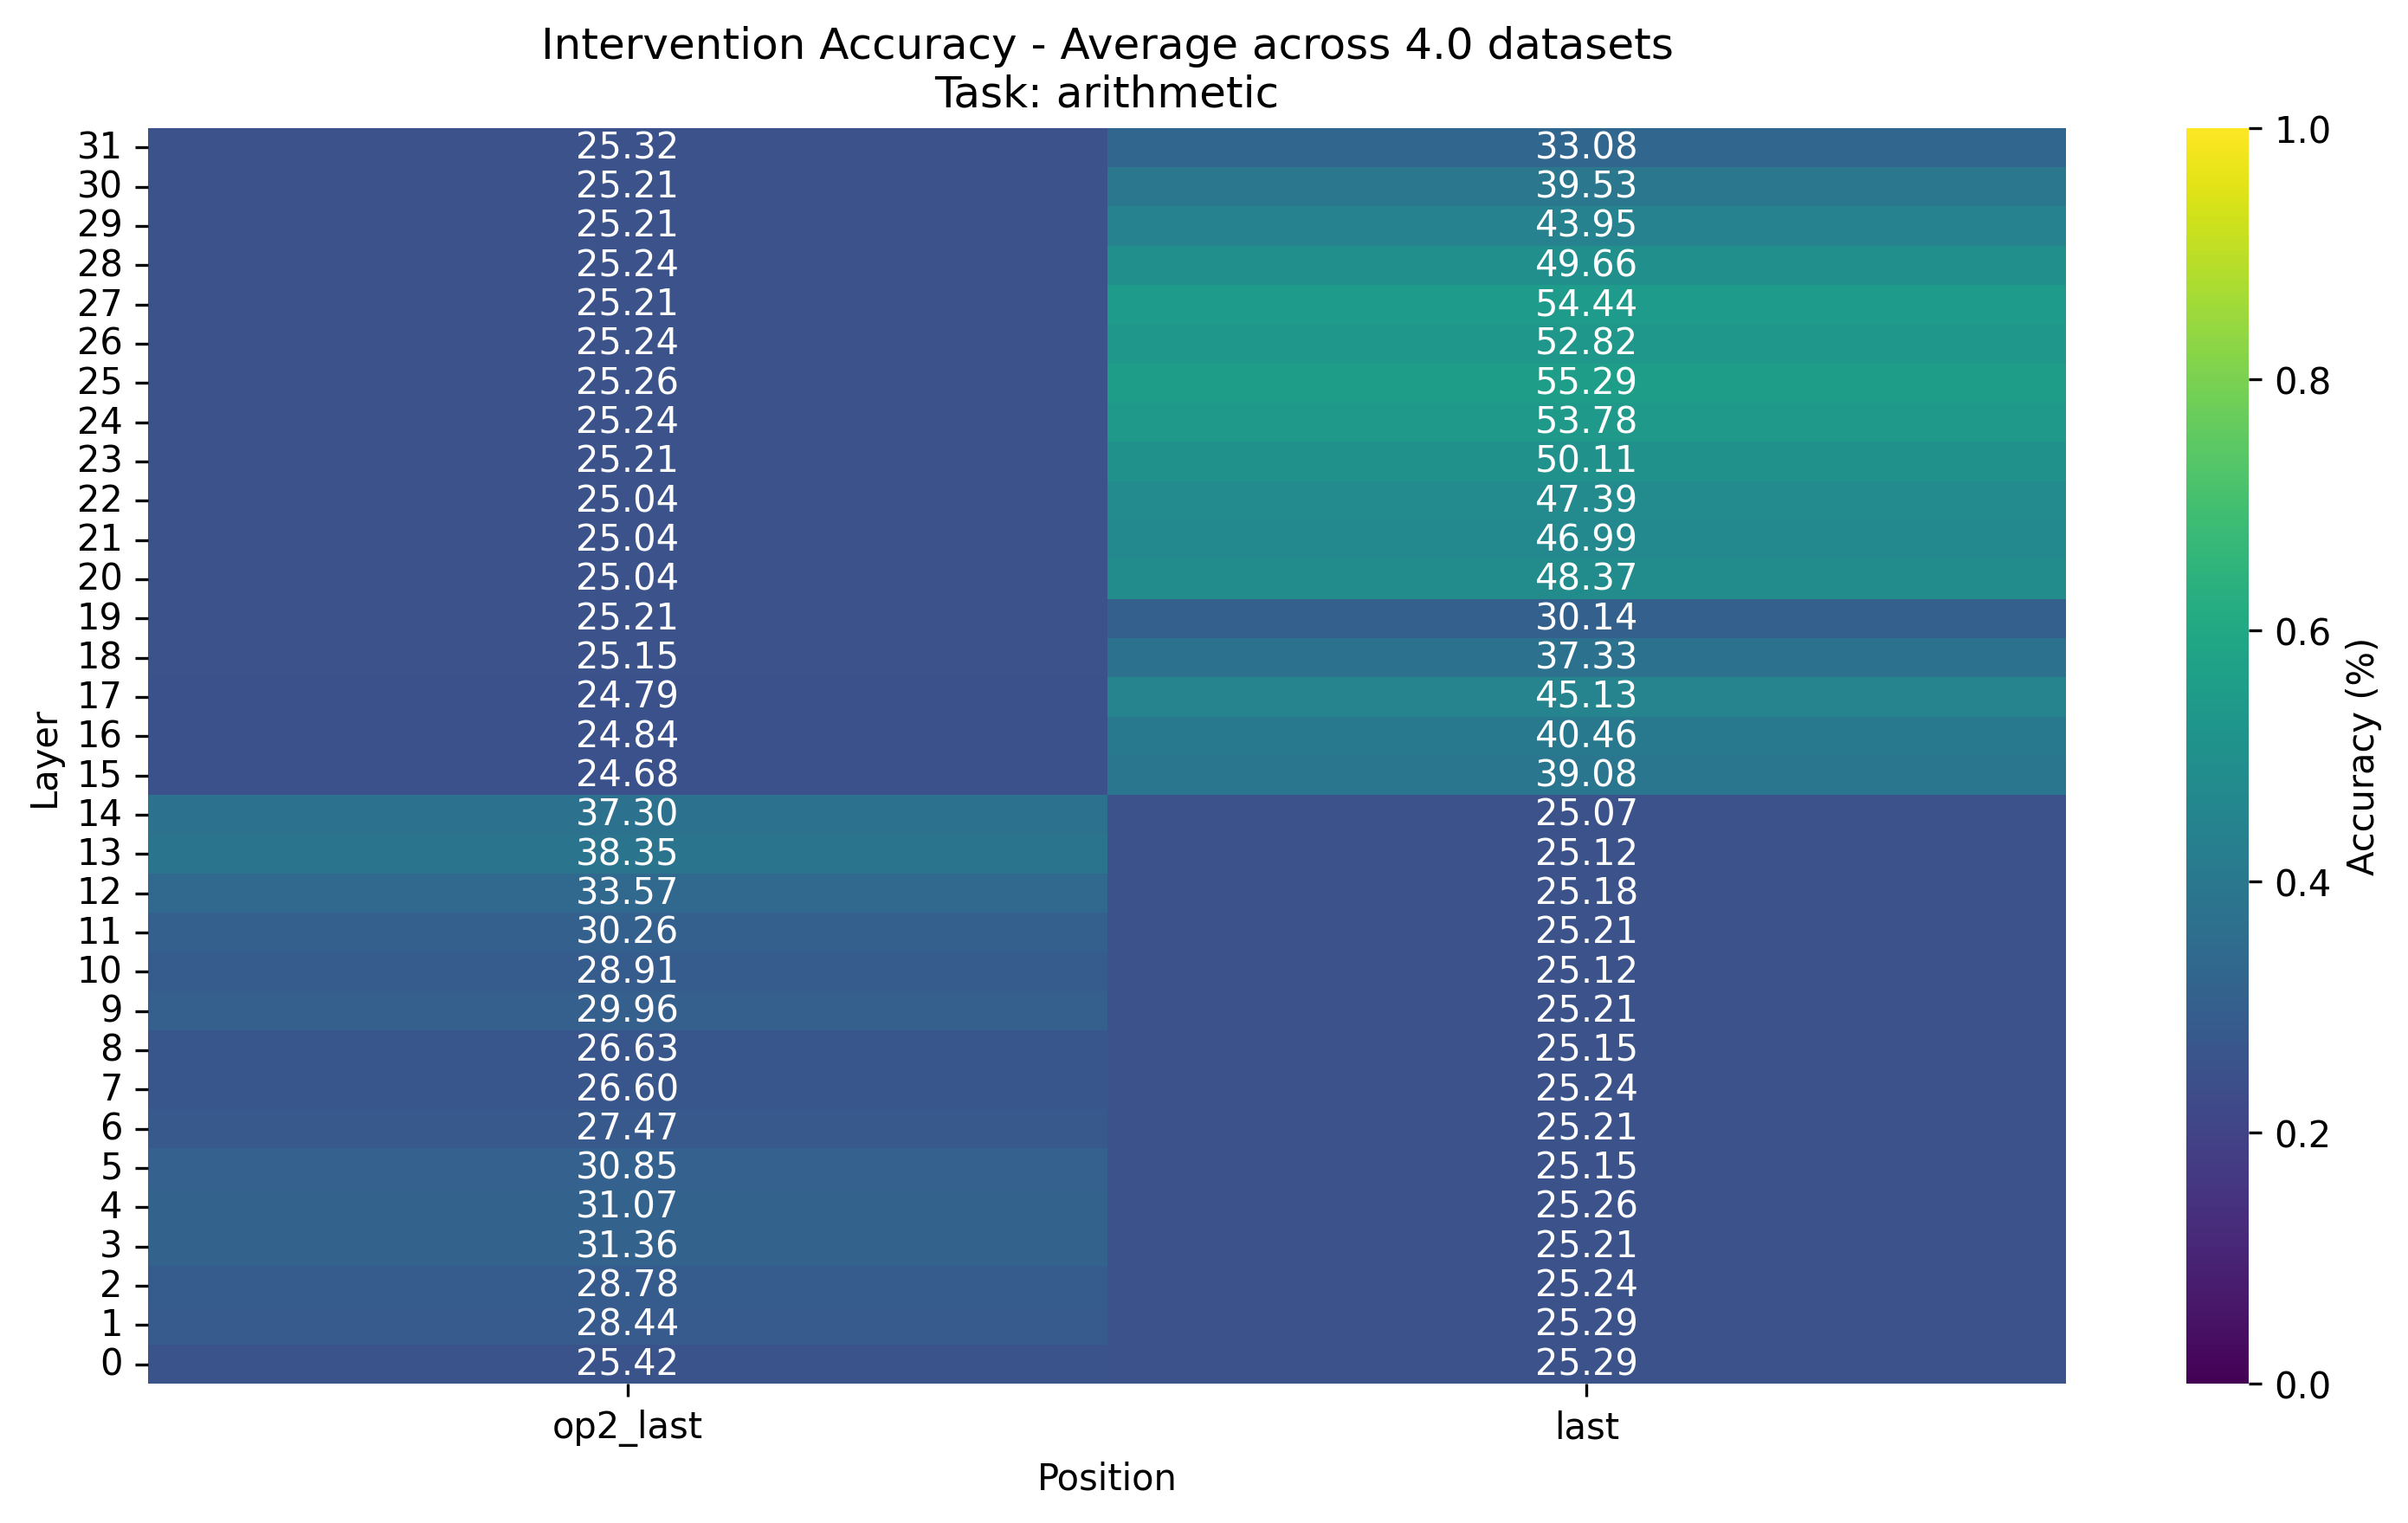 Intervention Accuracy - Average across 4.0 datasets
Task: arithmetic
31 25.32 33.08 1.0
30 25.21 39.53
29 25.21 43.95
28 25.24 49.66
27 25.21 54.44
26 25.24 52.82
25 25.26 55.29 0.8
24 25.24 53.78
23 25.21 50.11
22 25.04 47.39
21 25.04 46.99
20 25.04 48.37
19 25.21 30.14 0.6
18 25.15 37.33
17 24.79 45.13
16 24.84 40.46
15 24.68 39.08
Layer
Accuracy (%)
14 37.30 25.07
13 38.35 25.12
12 33.57 25.18 0.4
11 30.26 25.21
10 28.91 25.12
9 29.96 25.21
8 26.63 25.15
7 26.60 25.24
6 27.47 25.21 0.2
5 30.85 25.15
4 31.07 25.26
3 31.36 25.21
2 28.78 25.24
1 28.44 25.29
0 25.42 25.29 0.0
op2_last last
Position